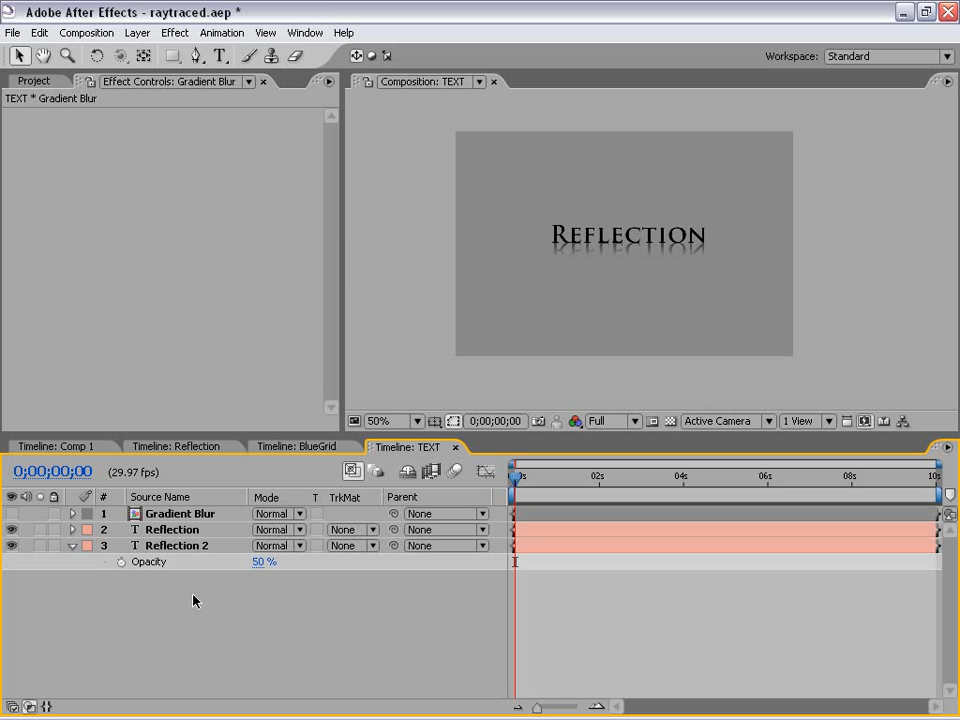 Adobe After Effects - raytraced.aep *
File Edit Composition Layer Effect Animation View Window Help
Workspace: Standard
Project Effect Controls: Gradient Blur Composition: TEXT
TEXT * Gradient Blur
REFLECTION
50% 0;00;00;00 Full Active Camera 1 View
Timeline: Comp 1 Timeline: Reflection Timeline: BlueGrid Timeline: TEXT
0;00;00;00 (29.97 fps)
0s 02s 04s 06s 08s 10s
# Source Name Mode T TrkMat Parent
1 Gradient Blur Normal None
2 T Reflection Normal None None
3 T Reflection 2 Normal None None
Opacity 50 %